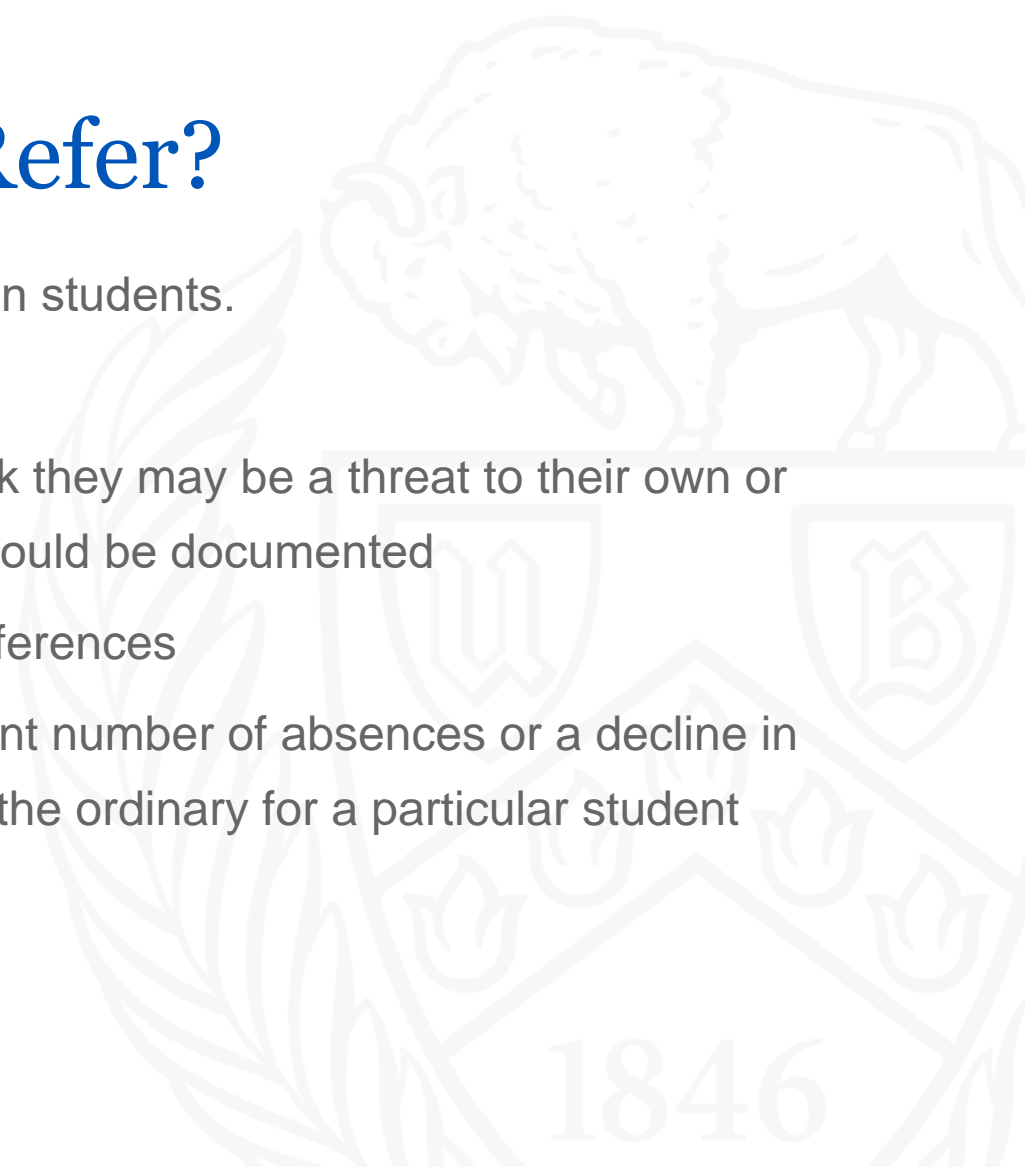 Refer?
n students.
k they may be a threat to their own or
ould be documented
ferences
nt number of absences or a decline in
the ordinary for a particular student
U B
1846